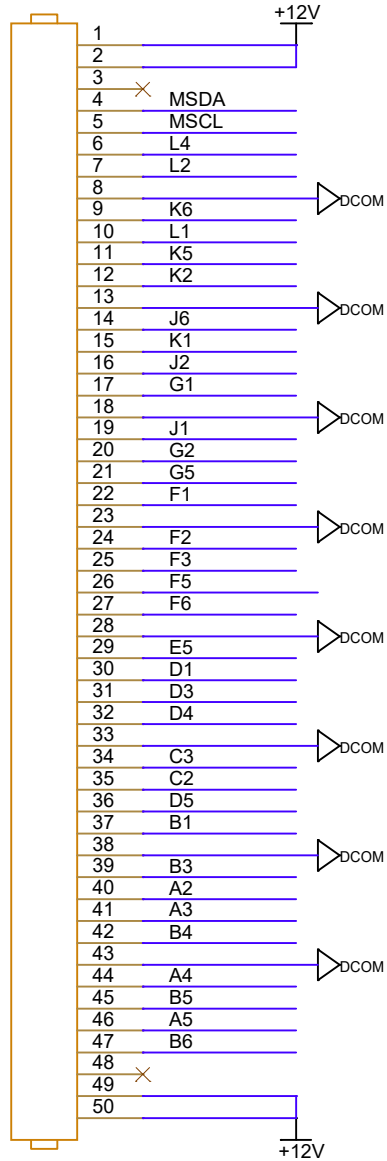 +12V
1
2
3
4 MSDA
5 MSCL
6 L4
7 L2
8 DCOM
9 K6
10 L1
11 K5
12 K2
13 DCOM
14 J6
15 K1
16 J2
17 G1
18 DCOM
19 J1
20 G2
21 G5
22 F1
23 DCOM
24 F2
25 F3
26 F5
27 F6
28 DCOM
29 E5
30 D1
31 D3
32 D4
33 DCOM
34 C3
35 C2
36 D5
37 B1
38 DCOM
39 B3
40 A2
41 A3
42 B4
43 DCOM
44 A4
45 B5
46 A5
47 B6
48
49
50
+12V